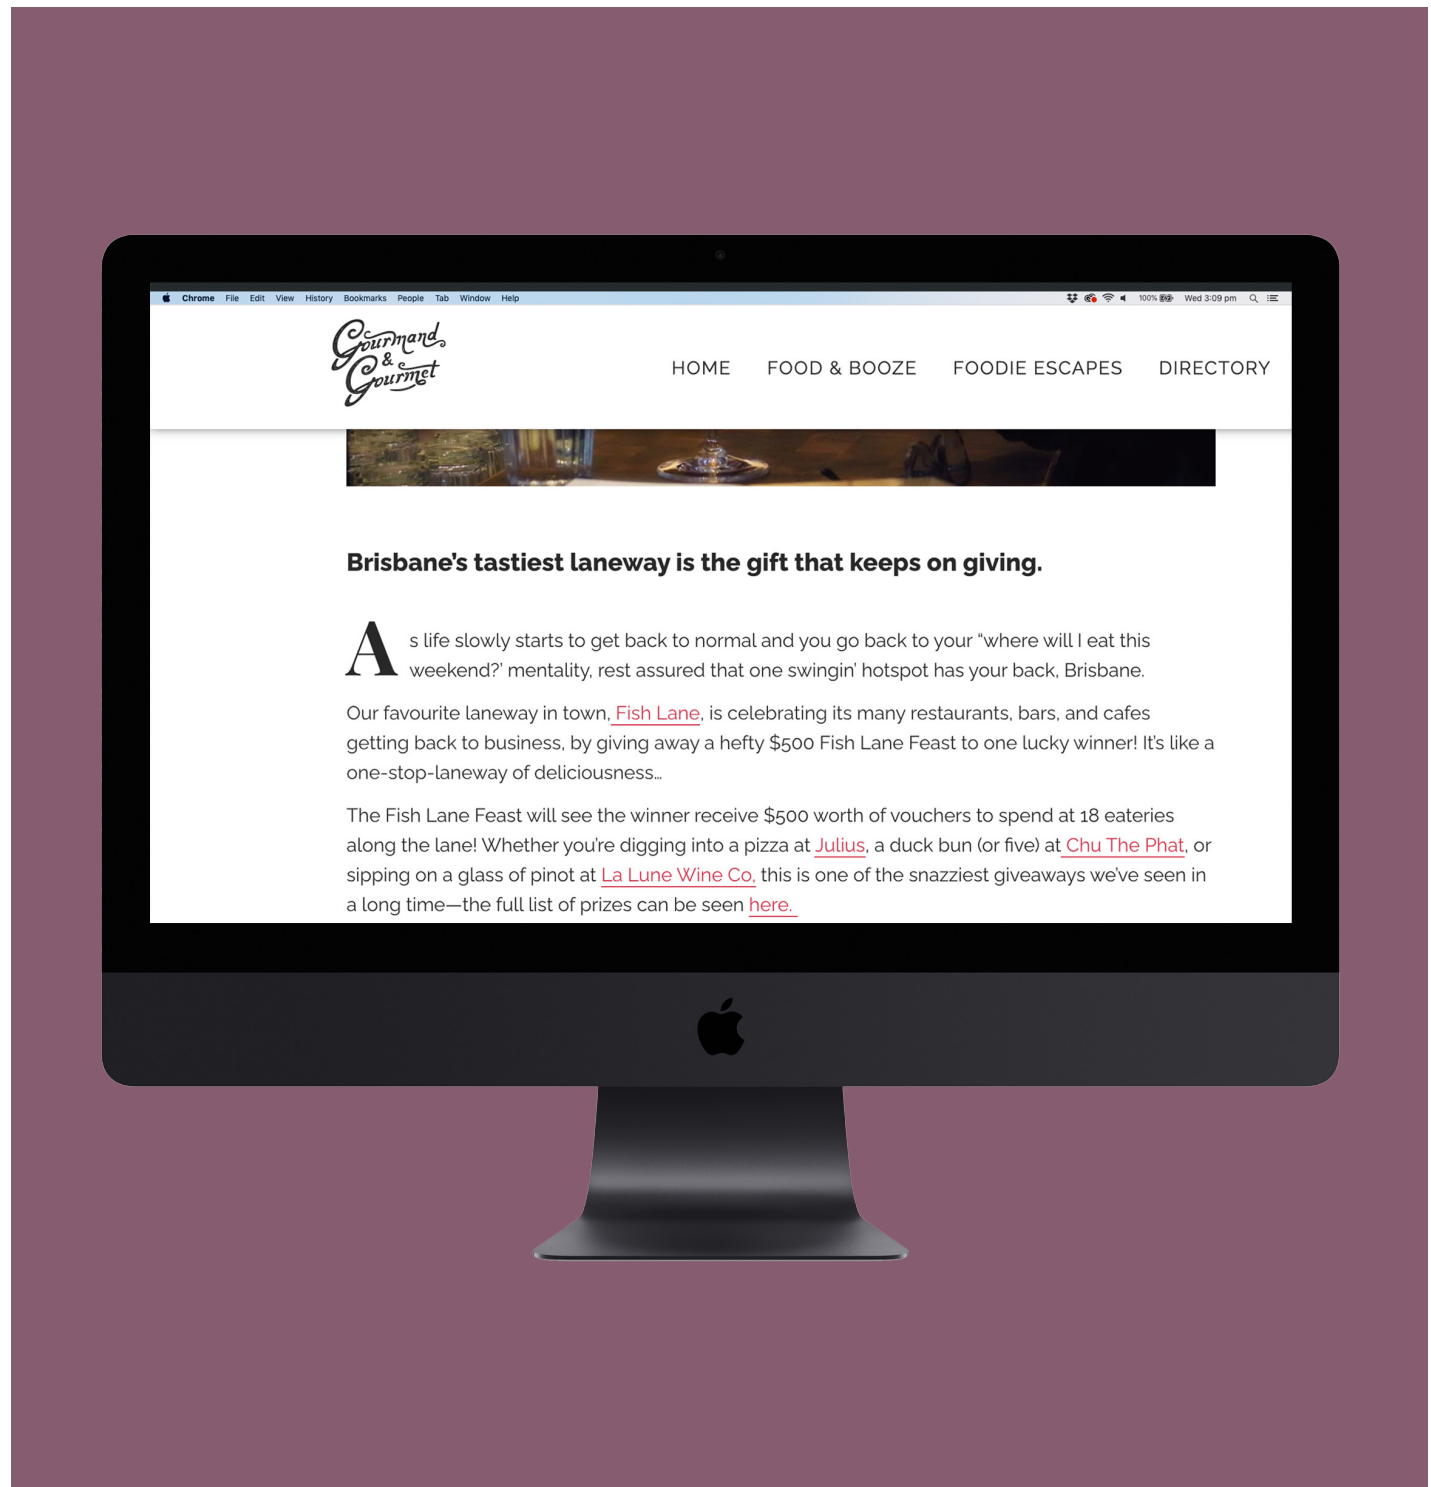 Chrome File Edit View History Bookmarks People Tab Window Help 100% Wed 3:09 pm
Gourmand
&
Gourmet
HOME FOOD & BOOZE FOODIE ESCAPES DIRECTORY
Brisbane’s tastiest laneway is the gift that keeps on giving.
As life slowly starts to get back to normal and you go back to your “where will I eat this
weekend?’ mentality, rest assured that one swingin’ hotspot has your back, Brisbane.
Our favourite laneway in town, Fish Lane, is celebrating its many restaurants, bars, and cafes
getting back to business, by giving away a hefty $500 Fish Lane Feast to one lucky winner! It’s like a
one-stop-laneway of deliciousness…
The Fish Lane Feast will see the winner receive $500 worth of vouchers to spend at 18 eateries
along the lane! Whether you’re digging into a pizza at Julius, a duck bun (or five) at Chu The Phat, or
sipping on a glass of pinot at La Lune Wine Co, this is one of the snazziest giveaways we’ve seen in
a long time—the full list of prizes can be seen here.